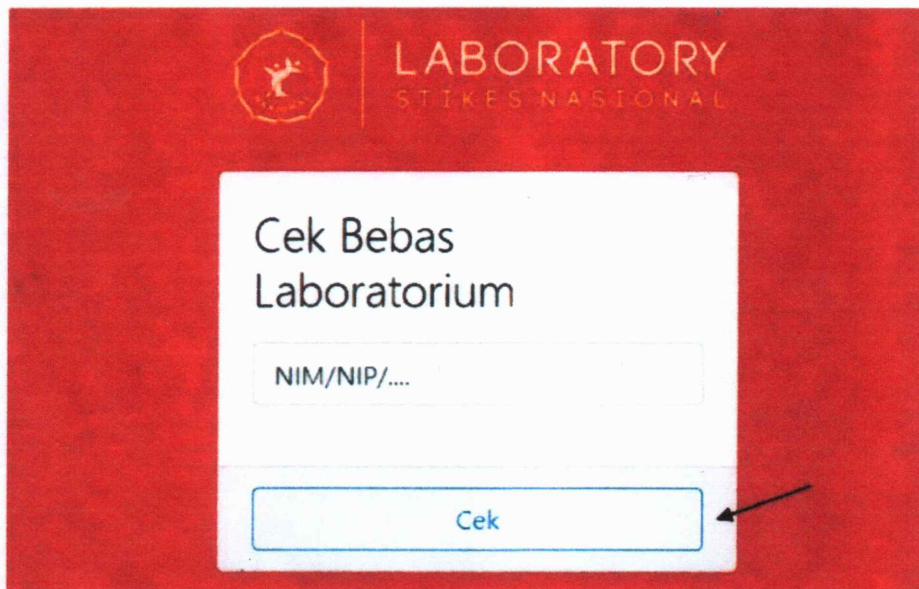 LABORATORY
STIKES NASIONAL
Cek Bebas
Laboratorium
NIM/NIP/....
Cek